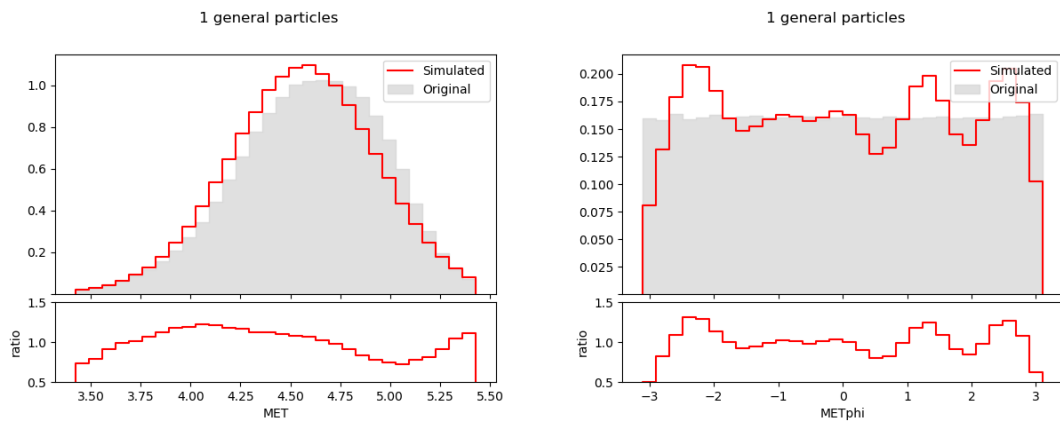 1 general particles
Simulated
Original
1.0
0.8
0.6
0.4
0.2
1.5
1.0
0.5
ratio
3.50 3.75 4.00 4.25 4.50 4.75 5.00 5.25 5.50
MET
1 general particles
Simulated
Original
0.200
0.175
0.150
0.125
0.100
0.075
0.050
0.025
1.5
1.0
0.5
ratio
−3 −2 −1 0 1 2 3
METphi